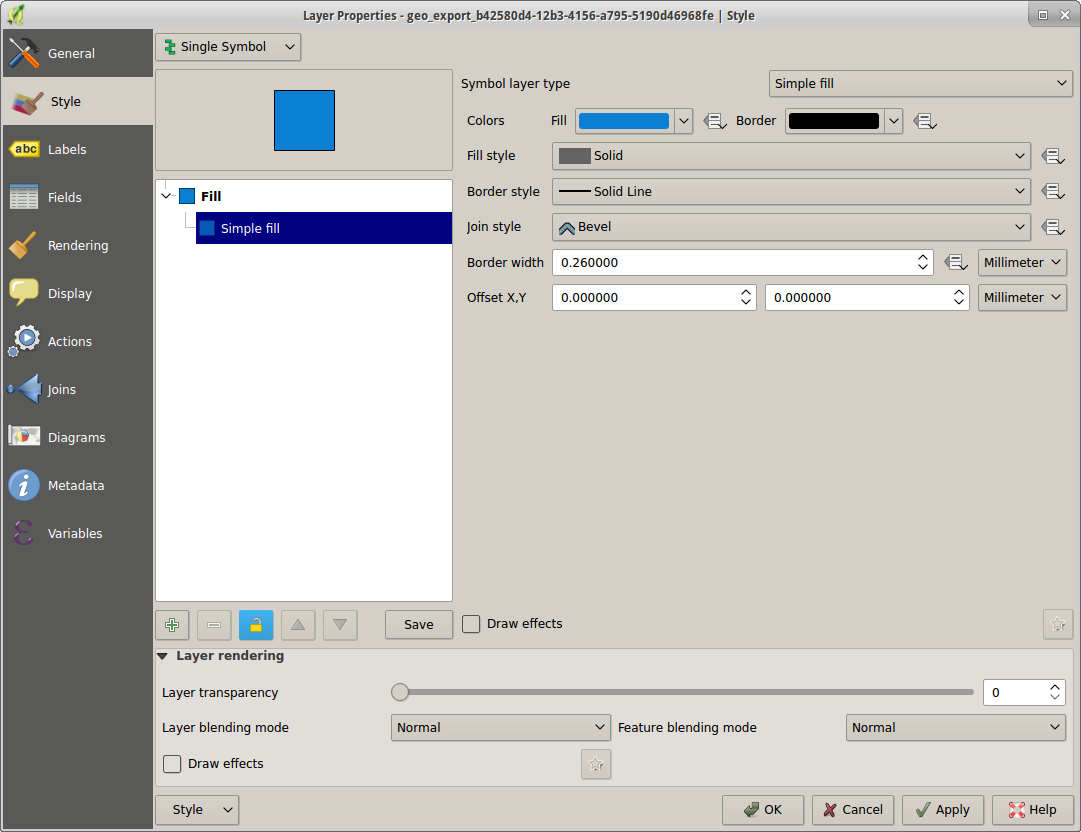 Layer Properties - geo_export_b42580d4-12b3-4156-a795-5190d46968fe | Style
General
Style
abc Labels
Fields
Rendering
Display
Actions
Joins
Diagrams
Metadata
Variables
Single Symbol
Fill
Simple fill
Symbol layer type Simple fill
Colors Fill Border
Fill style Solid
Border style Solid Line
Join style Bevel
Border width 0.260000 Millimeter
Offset X,Y 0.000000 0.000000 Millimeter
Save Draw effects
Layer rendering
Layer transparency 0
Layer blending mode Normal Feature blending mode Normal
Draw effects
Style OK Cancel Apply Help